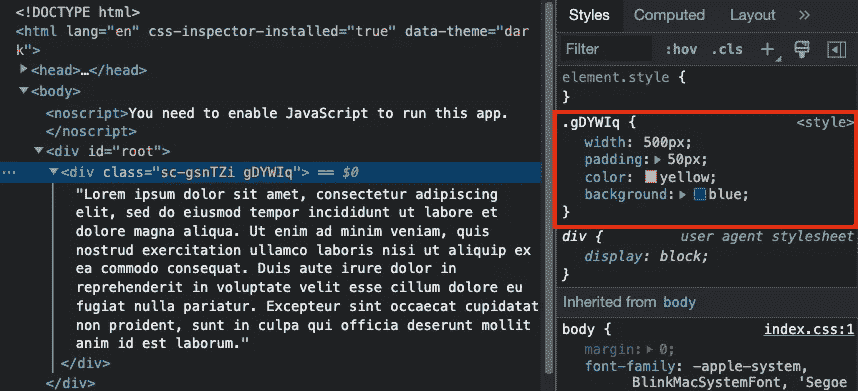 <!DOCTYPE html>
<html lang="en" css-inspector-installed="true" data-theme="dar
k">
<head>…</head>
<body>
<noscript>You need to enable JavaScript to run this app.
</noscript>
<div id="root">
<div class="sc-gsnTZi gDYWIq"> == $0
"Lorem ipsum dolor sit amet, consectetur adipiscing
elit, sed do eiusmod tempor incididunt ut labore et
dolore magna aliqua. Ut enim ad minim veniam, quis
nostrud exercitation ullamco laboris nisi ut aliquip ex
ea commodo consequat. Duis aute irure dolor in
reprehenderit in voluptate velit esse cillum dolore eu
fugiat nulla pariatur. Excepteur sint occaecat cupidatat
non proident, sunt in culpa qui officia deserunt mollit
anim id est laborum."
</div>
</div>
Styles Computed Layout »
Filter :hov .cls +
element.style {
}
.gDYWIq { <style>
width: 500px;
padding: 50px;
color: yellow;
background: blue;
}
div { user agent stylesheet
display: block;
}
Inherited from body
body { index.css:1
margin: 0;
font-family: -apple-system,
BlinkMacSystemFont, 'Segoe